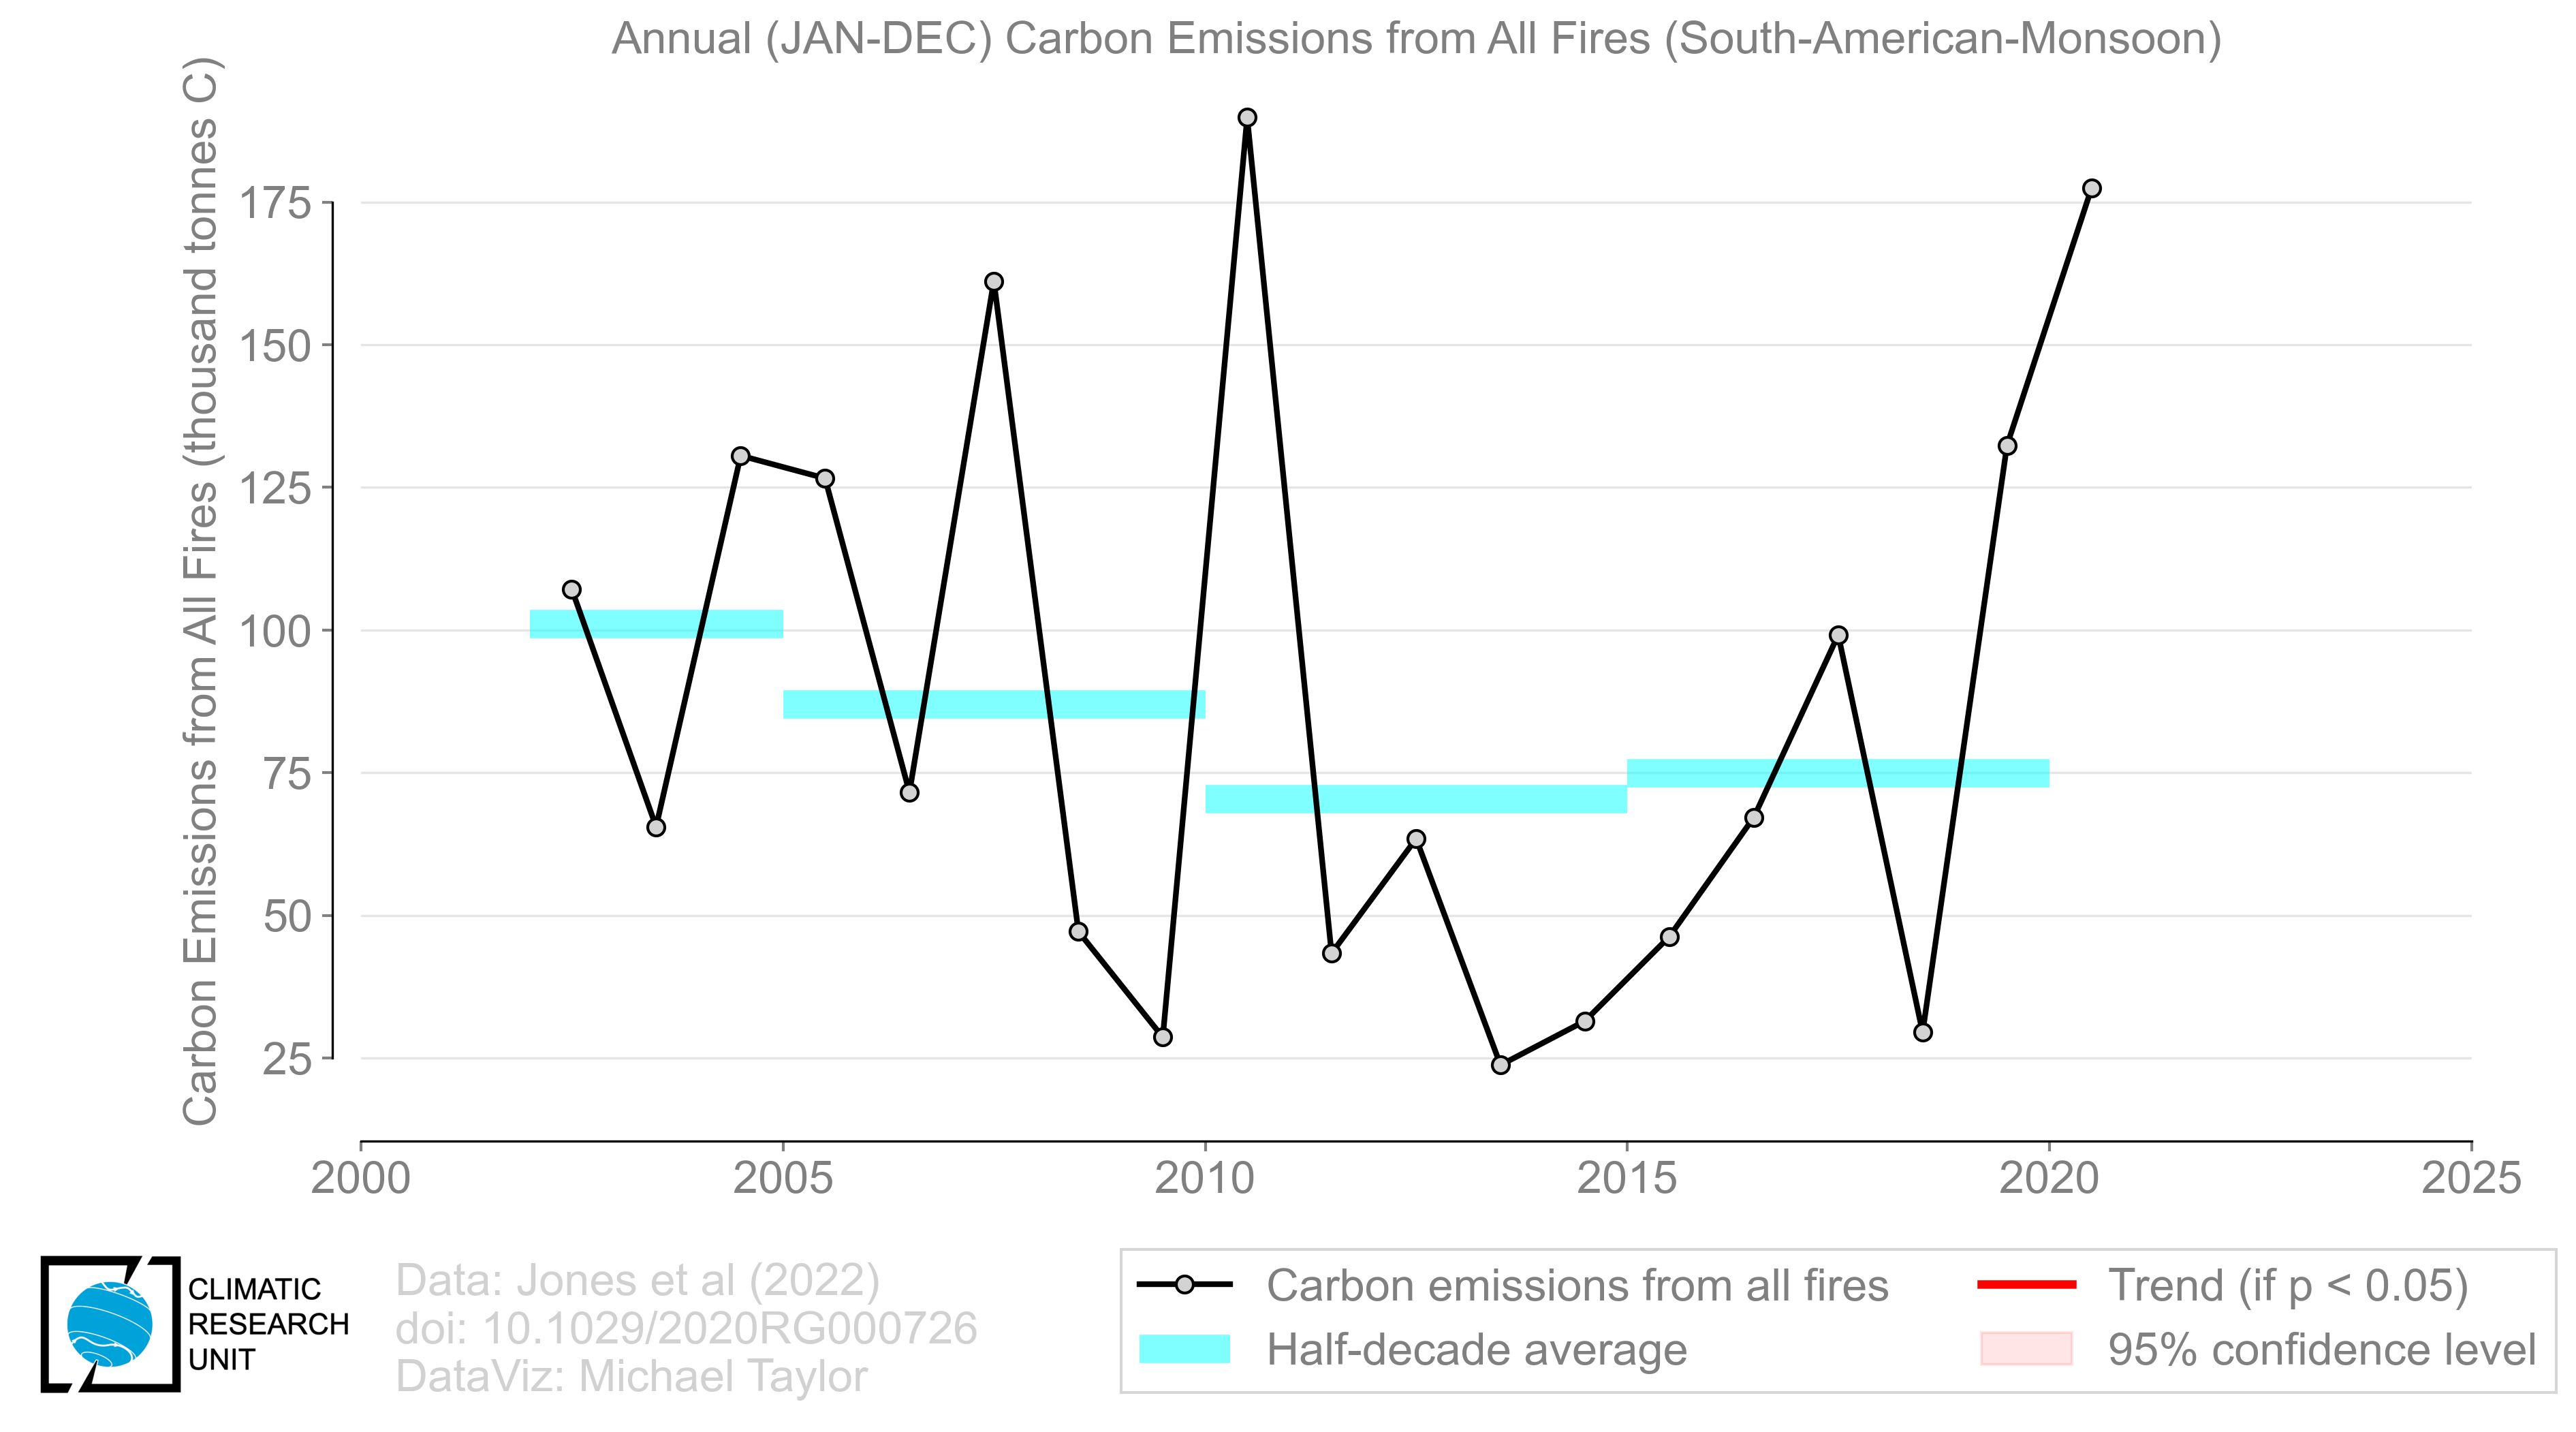 Annual (JAN-DEC) Carbon Emissions from All Fires (South-American-Monsoon)
Carbon Emissions from All Fires (thousand tonnes C)
175
150
125
100
75
50
25
2000 2005 2010 2015 2020 2025
CLIMATIC
RESEARCH
UNIT
Data: Jones et al (2022)
doi: 10.1029/2020RG000726
DataViz: Michael Taylor
Carbon emissions from all fires
Half-decade average
Trend (if p < 0.05)
95% confidence level